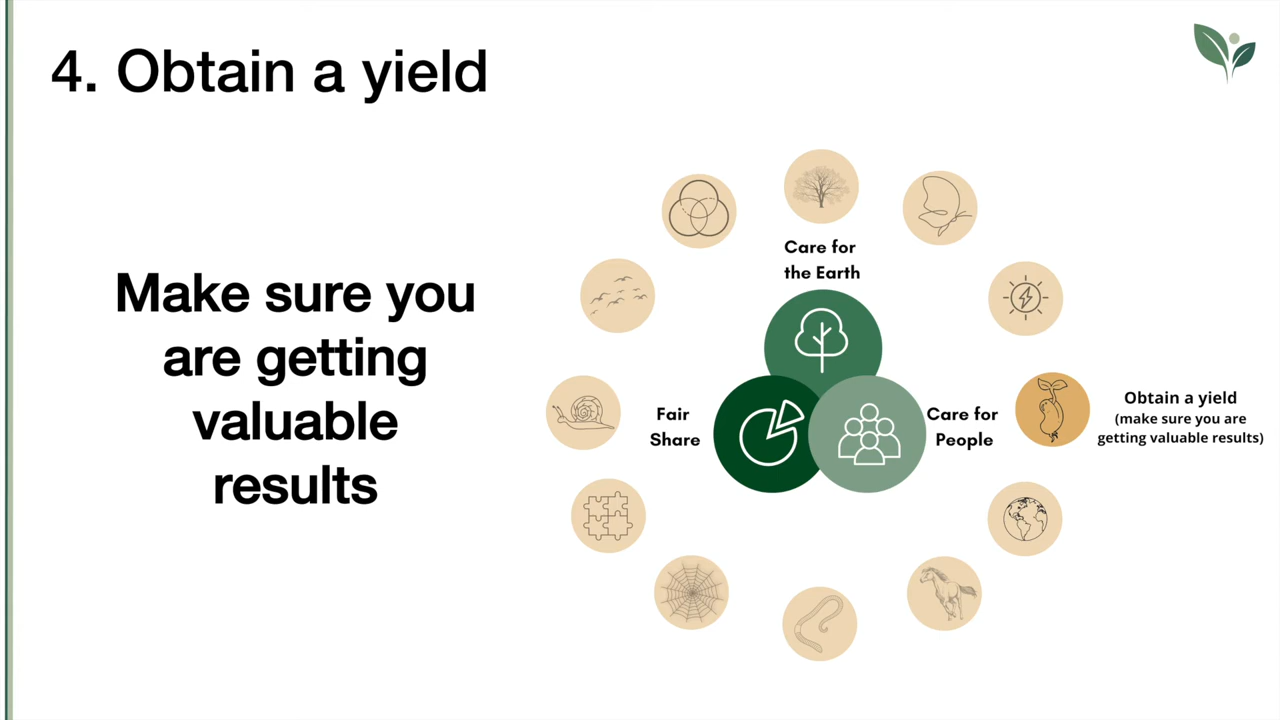 4. Obtain a yield
Make sure you
are getting
valuable
results
Care for
the Earth
Fair
Share
Care for
People
Obtain a yield
(make sure you are
getting valuable results)